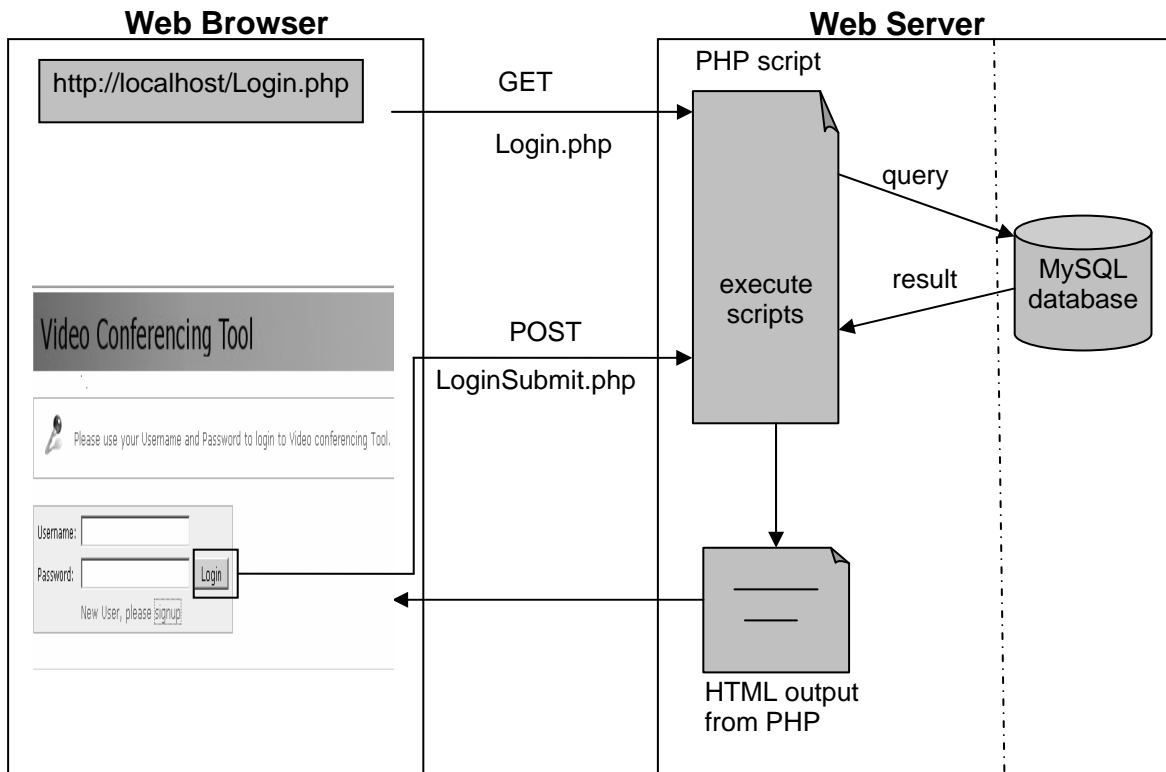 Web Browser
Web Server
http://localhost/Login.php
GET
Login.php
PHP script
query
MySQL
database
result
execute
scripts
Video Conferencing Tool
POST
LoginSubmit.php
Please use your Username and Password to login to Video conferencing Tool.
Username:
Password:
Login
New User, please signup
HTML output
from PHP